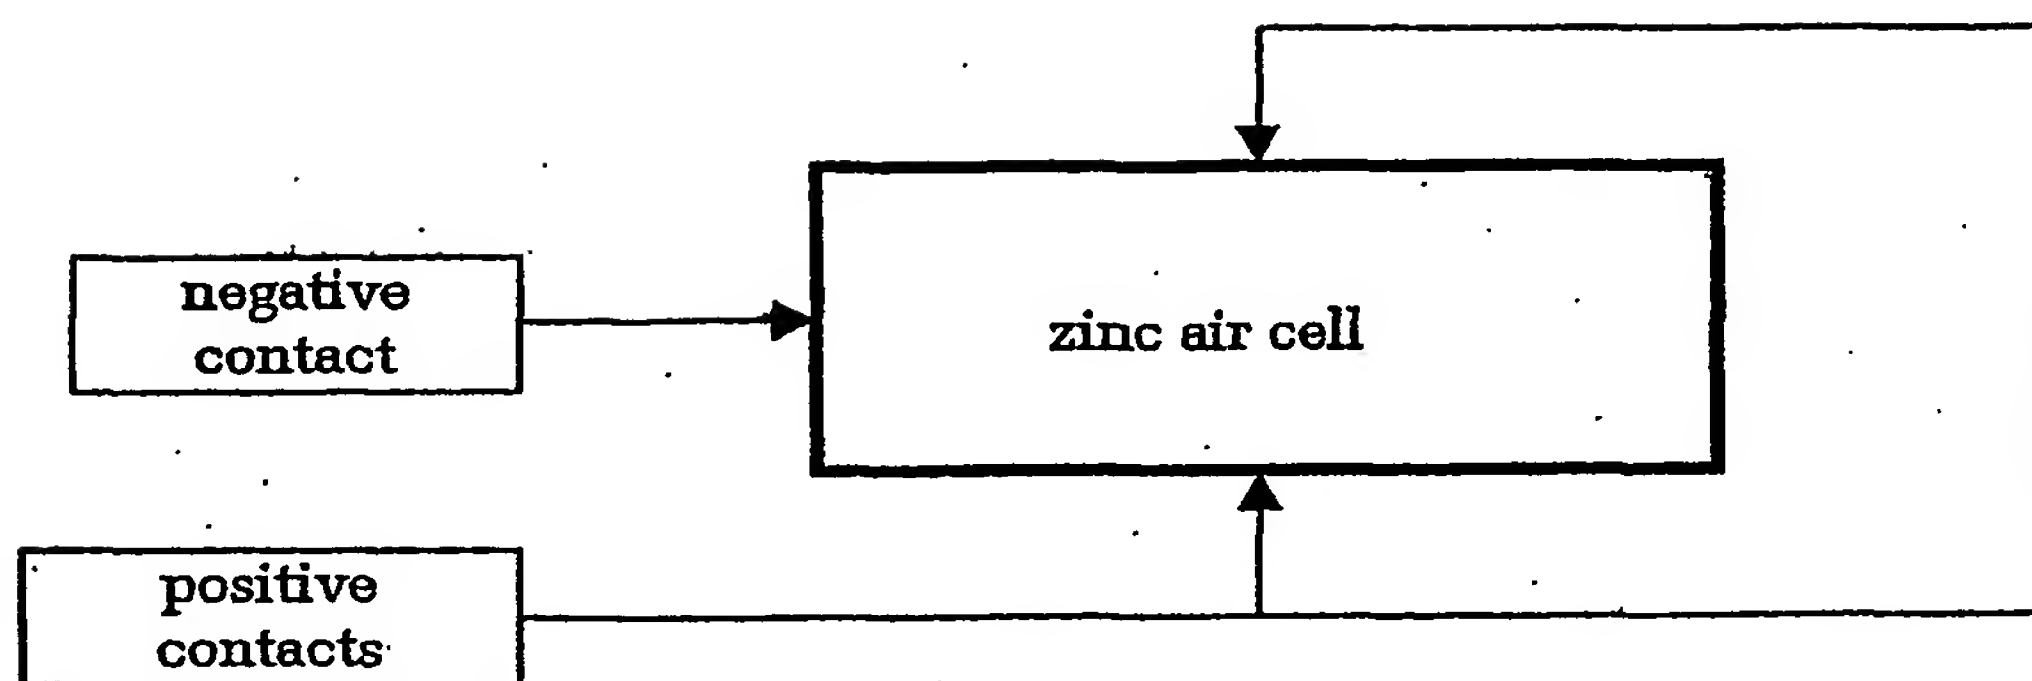 negative
contact
zinc air cell
positive
contacts